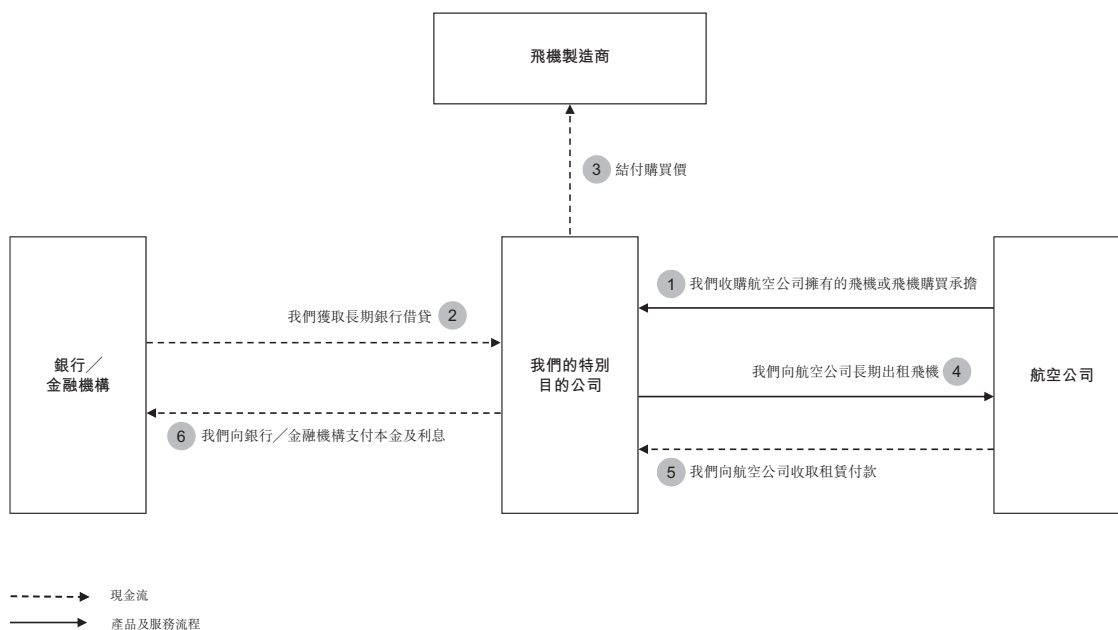 飛機製造商
3 結付購買價
1 我們收購航空公司擁有的飛機或飛機購買承擔
我們獲取長期銀行借貸 2
銀行╱
金融機構
我們的特別
目的公司
我們向航空公司長期出租飛機 4
航空公司
6 我們向銀行╱金融機構支付本金及利息
5 我們向航空公司收取租賃付款
現金流
產品及服務流程